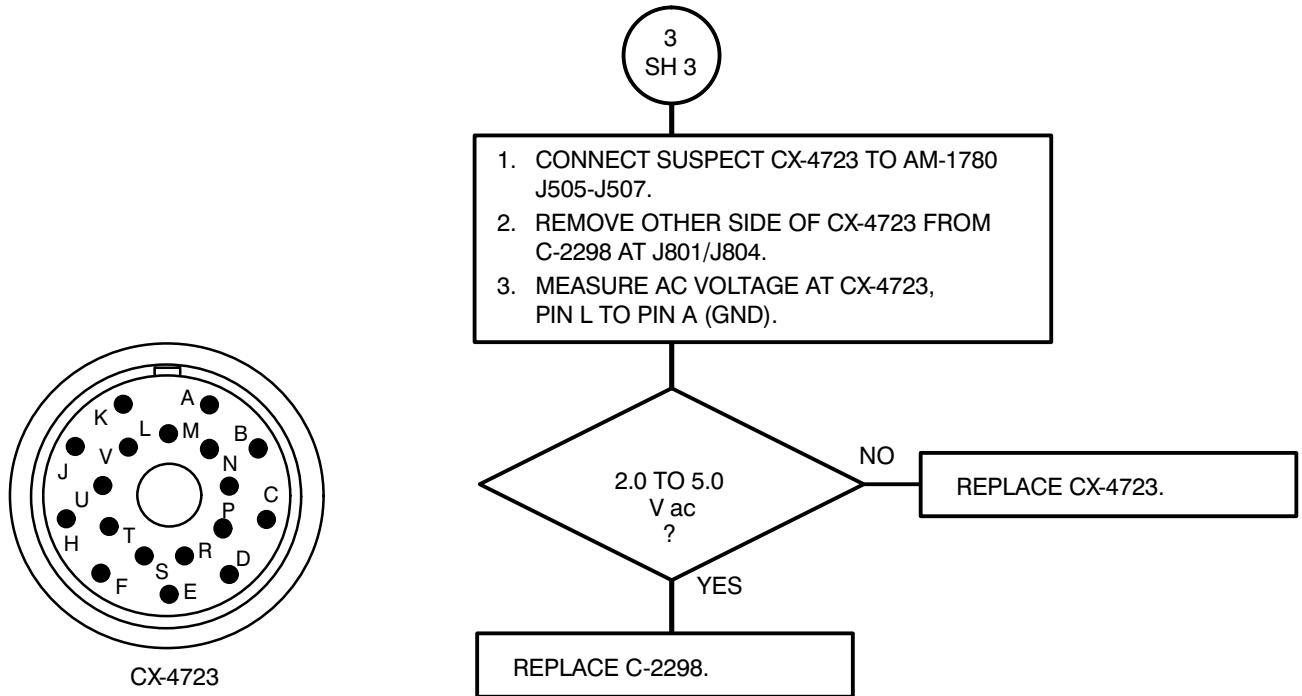 3
SH 3
1. CONNECT SUSPECT CX-4723 TO AM-1780
J505-J507.
2. REMOVE OTHER SIDE OF CX-4723 FROM
C-2298 AT J801/J804.
3. MEASURE AC VOLTAGE AT CX-4723,
PIN L TO PIN A (GND).
2.0 TO 5.0
V ac
?
NO
REPLACE CX-4723.
YES
REPLACE C-2298.
K
A
L
M
B
J
V
N
U
C
P
H
T
R
D
F
S
E
CX-4723